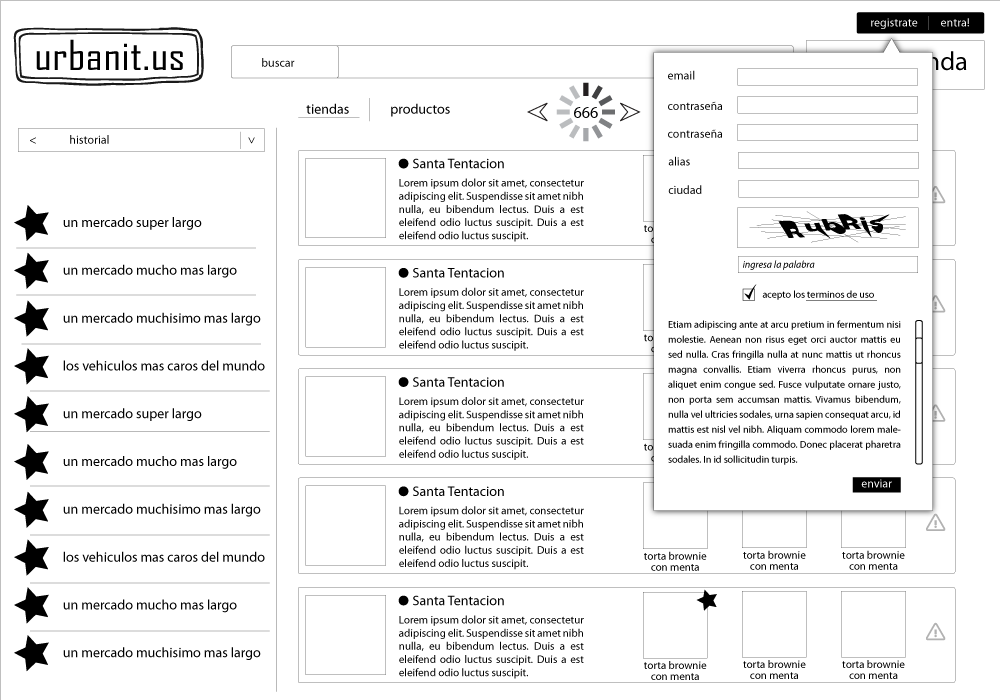 registrate entra!
urbanit.us
buscar
nda
tiendas productos
666
< historial v
un mercado super largo
un mercado mucho mas largo
un mercado muchisimo mas largo
los vehiculos mas caros del mundo
un mercado super largo
un mercado mucho mas largo
un mercado muchisimo mas largo
los vehiculos mas caros del mundo
un mercado mucho mas largo
un mercado muchisimo mas largo
Santa Tentacion
Lorem ipsum dolor sit amet, consectetur
adipiscing elit. Suspendisse sit amet nibh
nulla, eu bibendum lectus. Duis a est
eleifend odio luctus suscipit. Duis a est
eleifend odio luctus suscipit.
to
c
Santa Tentacion
Lorem ipsum dolor sit amet, consectetur
adipiscing elit. Suspendisse sit amet nibh
nulla, eu bibendum lectus. Duis a est
eleifend odio luctus suscipit. Duis a est
eleifend odio luctus suscipit.
to
c
Santa Tentacion
Lorem ipsum dolor sit amet, consectetur
adipiscing elit. Suspendisse sit amet nibh
nulla, eu bibendum lectus. Duis a est
eleifend odio luctus suscipit. Duis a est
eleifend odio luctus suscipit.
to
c
Santa Tentacion
Lorem ipsum dolor sit amet, consectetur
adipiscing elit. Suspendisse sit amet nibh
nulla, eu bibendum lectus. Duis a est
eleifend odio luctus suscipit. Duis a est
eleifend odio luctus suscipit.
torta brownie torta brownie torta brownie
con menta con menta con menta
Santa Tentacion
Lorem ipsum dolor sit amet, consectetur
adipiscing elit. Suspendisse sit amet nibh
nulla, eu bibendum lectus. Duis a est
eleifend odio luctus suscipit. Duis a est
eleifend odio luctus suscipit.
torta brownie torta brownie torta brownie
con menta con menta con menta
email
contraseña
contraseña
alias
ciudad
RubRis
ingresa la palabra
acepto los terminos de uso
Etiam adipiscing ante at arcu pretium in fermentum nisi
molestie. Aenean non risus eget orci auctor mattis eu
sed nulla. Cras fringilla nulla at nunc mattis ut rhoncus
magna convallis. Etiam viverra rhoncus purus, non
aliquet enim congue sed. Fusce vulputate ornare justo,
non porta sem accumsan mattis. Vivamus bibendum,
nulla vel ultricies sodales, urna sapien consequat arcu, id
mattis est nisl vel nibh. Aliquam commodo lorem male-
suada enim fringilla commodo. Donec placerat pharetra
sodales. In id sollicitudin turpis.
enviar